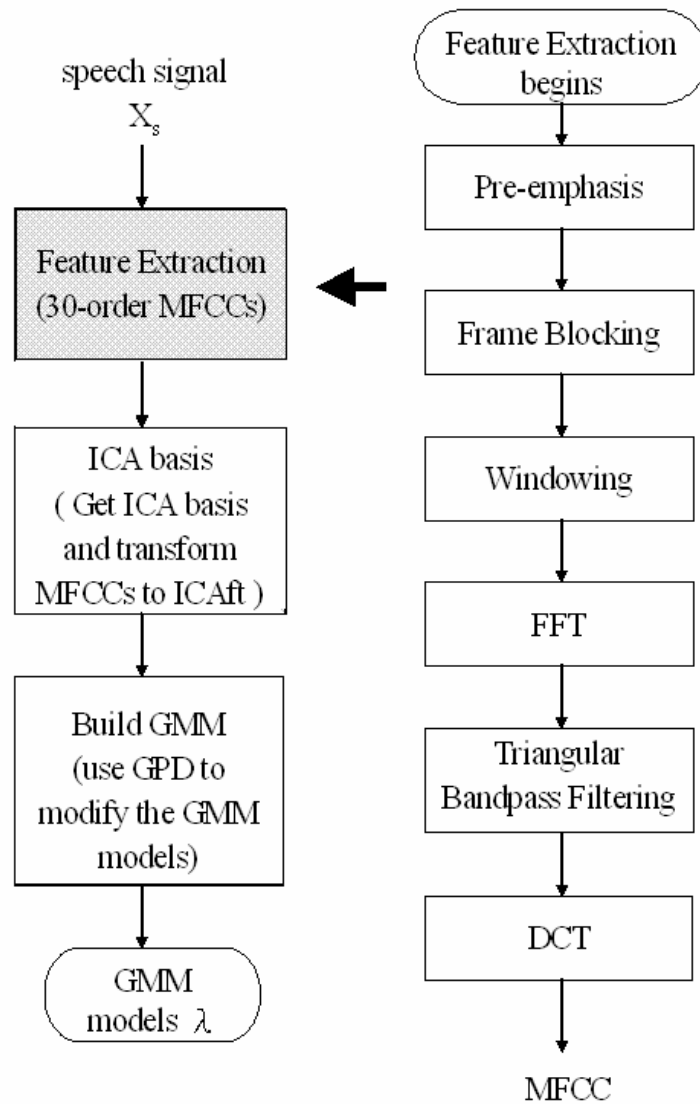 speech signal
Xs
Feature Extraction
(30-order MFCCs)
ICA basis
( Get ICA basis
and transform
MFCCs to ICAft )
Build GMM
(use GPD to
modify the GMM
models)
GMM
models λ
Feature Extraction
begins
Pre-emphasis
Frame Blocking
Windowing
FFT
Triangular
Bandpass Filtering
DCT
MFCC